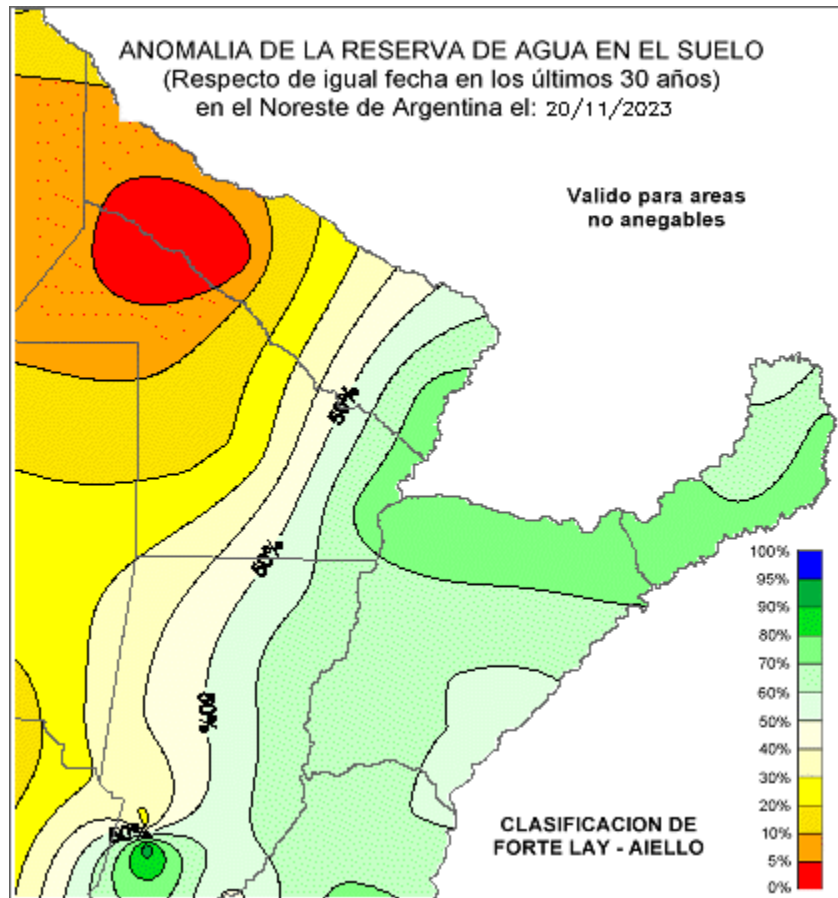 ANOMALIA DE LA RESERVA DE AGUA EN EL SUELO
(Respecto de igual fecha en los últimos 30 años)
en el Noreste de Argentina el: 20/11/2023
Valido para areas
no anegables
50%
50%
50%
50%
100%
95%
90%
80%
70%
60%
50%
40%
30%
20%
10%
5%
0%
CLASIFICACION DE
FORTE LAY - AIELLO